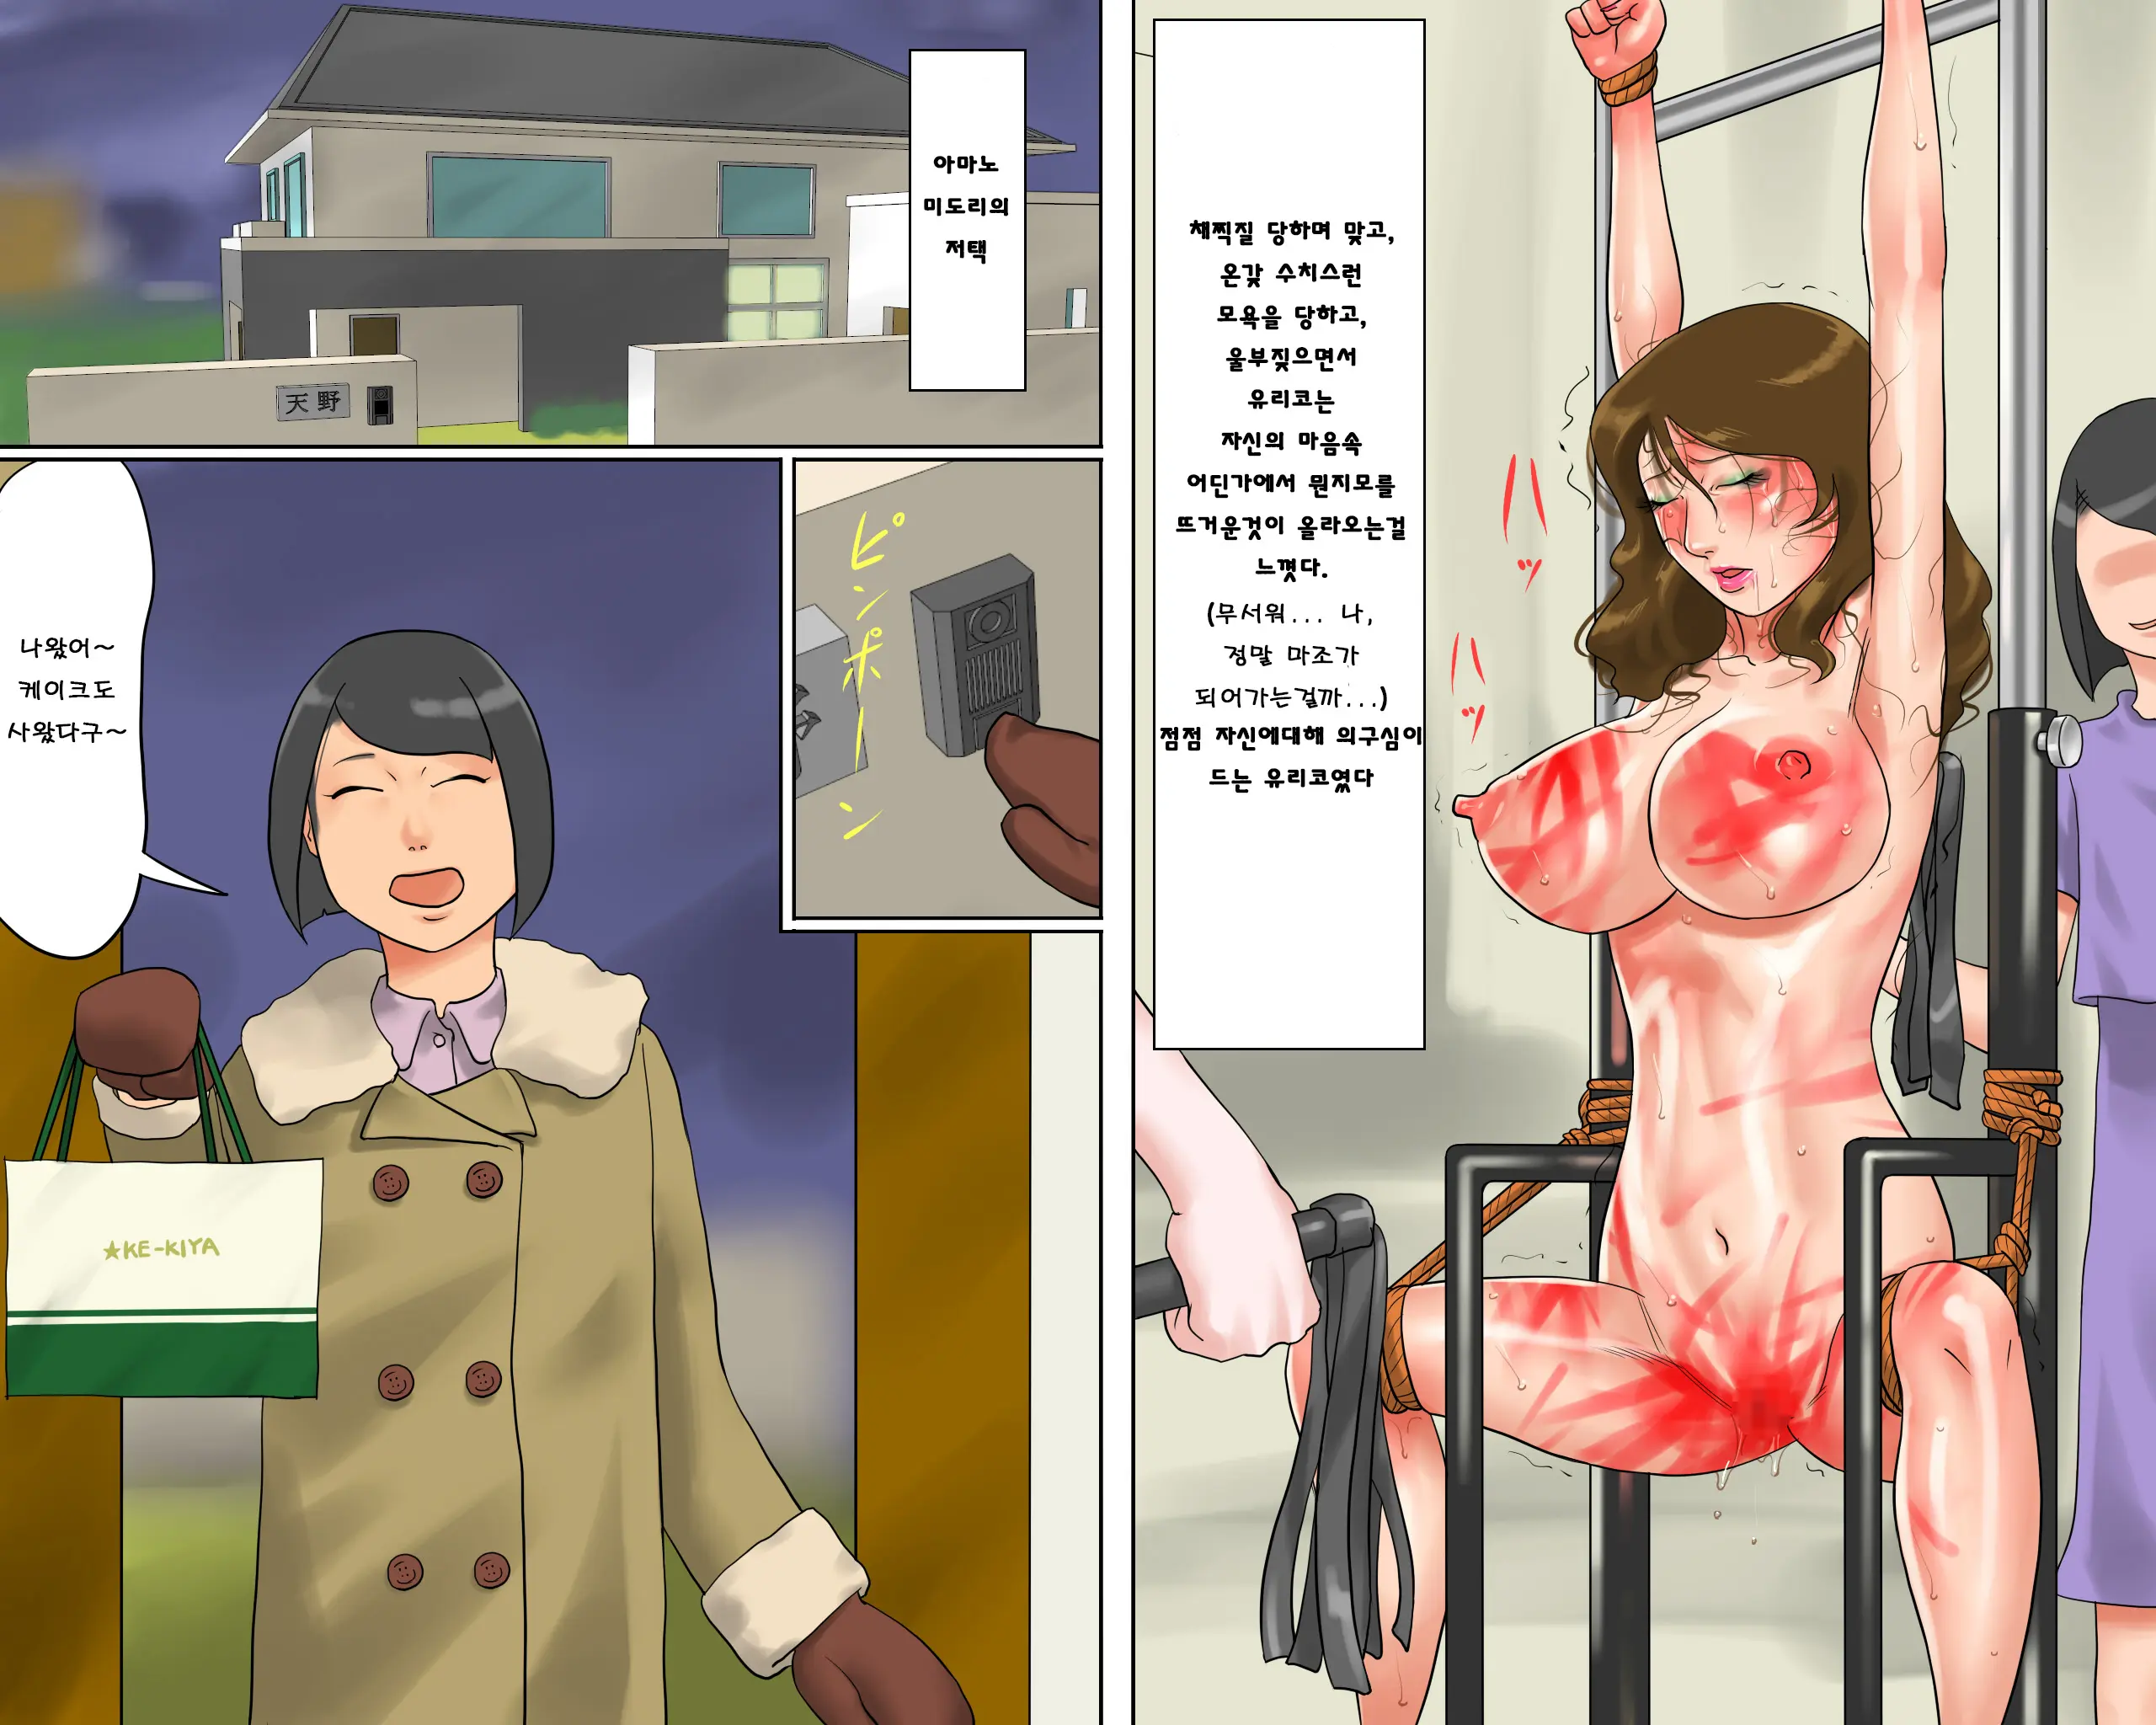 채찍질 당하며 맞고,
온갖 수치스런
모욕을 당하고,
울부짖으면서
유리코는
자신의 마음속
어딘가에서 뭔지모를
뜨거운것이 올라오는걸
느꼈다.
(무서워... 나,
정말 마조가
되어가는걸까...)
점점 자신에대해 의구심이
드는 유리코였다
ハッ
ハッ
아마노
미도리의
저택
天野
ピンポーン
나왔어~
케이크도
사왔다구~
★KE-KIYA